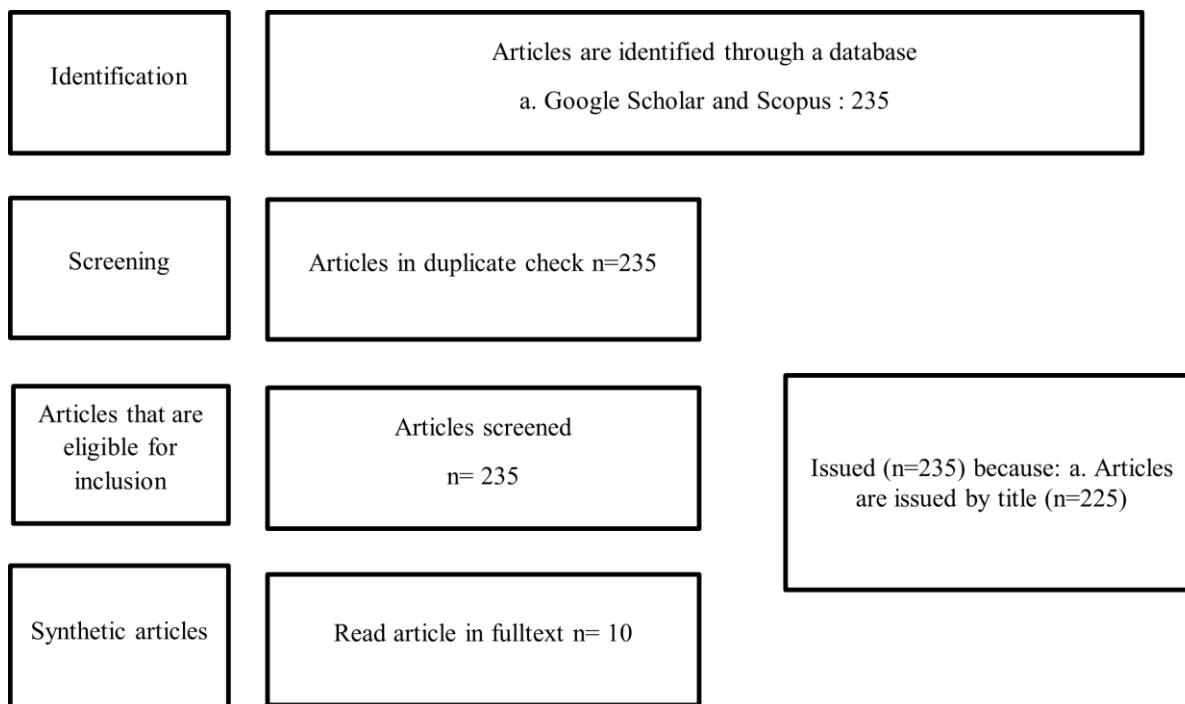 Identification
Articles are identified through a database
a. Google Scholar and Scopus : 235
Screening
Articles in duplicate check n=235
Articles that are
eligible for
inclusion
Articles screened
n= 235
Issued (n=235) because: a. Articles
are issued by title (n=225)
Synthetic articles
Read article in fulltext n= 10